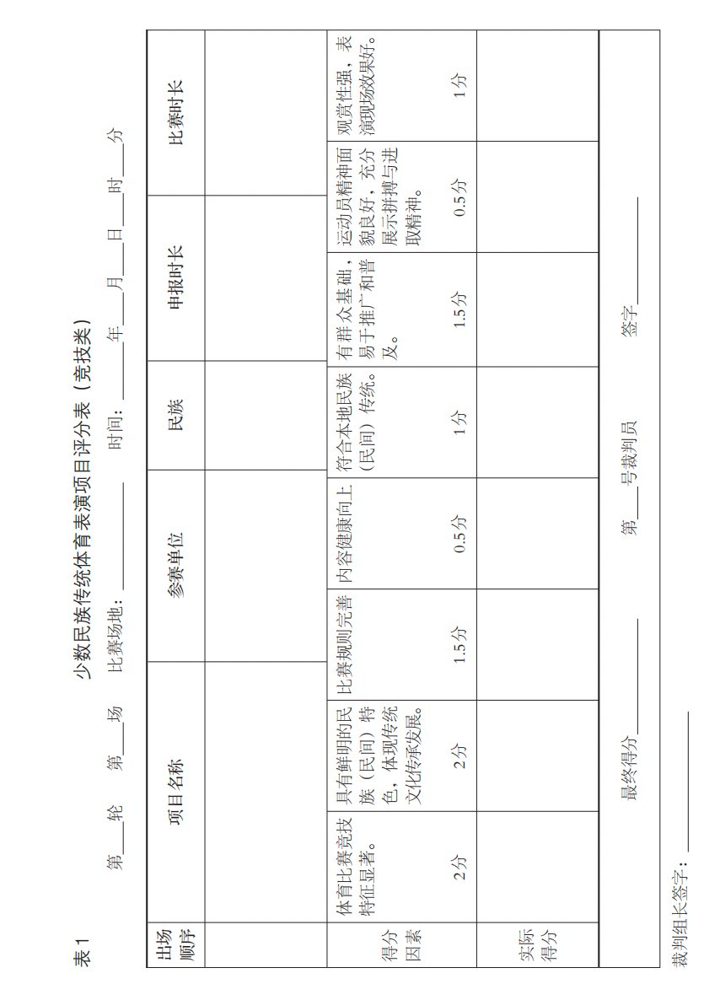 表1
少数民族传统体育表演项目评分表（竞技类）
第___轮 第___场 比赛场地：__________ 时间：______年___月___日___时___分
出场
顺序
项目名称
参赛单位
民族
申报时长
比赛时长
得分
因素
体育比赛竞技
特征显著。
2分
具有鲜明的民
族（民间）特
色，体现传统
文化传承发展。
2分
比赛规则完善
1.5分
内容健康向上
0.5分
符合本地民族
（民间）传统。
1分
有群众基础，
易于推广和普
及。
1.5分
运动员精神面
貌良好，充分
展示拼搏与进
取精神。
0.5分
观赏性强，表
演现场效果好。
1分
实际
得分
最终得分__________ 第___号裁判员 签字__________
裁判组长签字：____________